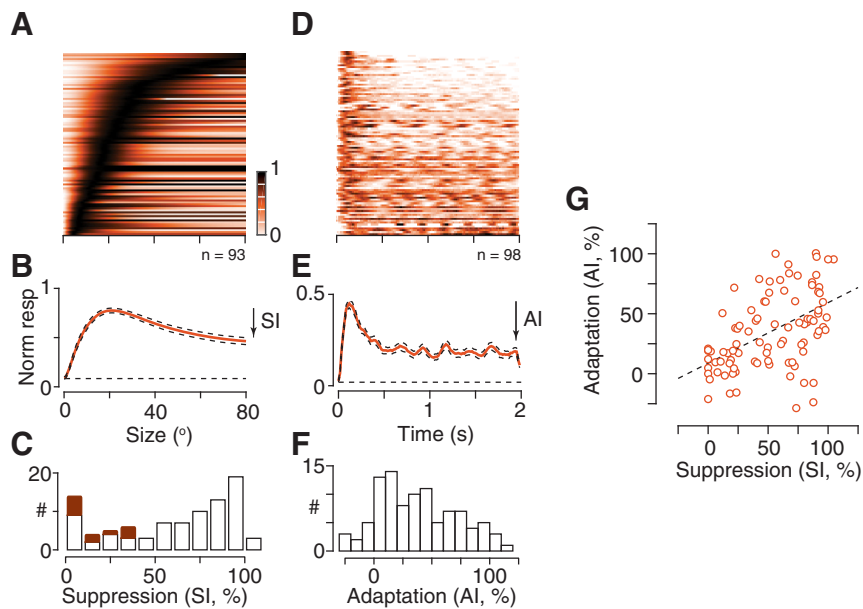 A
1
0
n = 93
B
Norm resp
1
0
SI
0 40 80
Size (º)
C
20
#
0
0 50 100
Suppression (SI, %)
D
n = 98
E
0.5
0
AI
0 1 2
Time (s)
F
15
#
0
0 100
Adaptation (AI, %)
G
Adaptation (AI, %)
100
50
0
0 50 100
Suppression (SI, %)